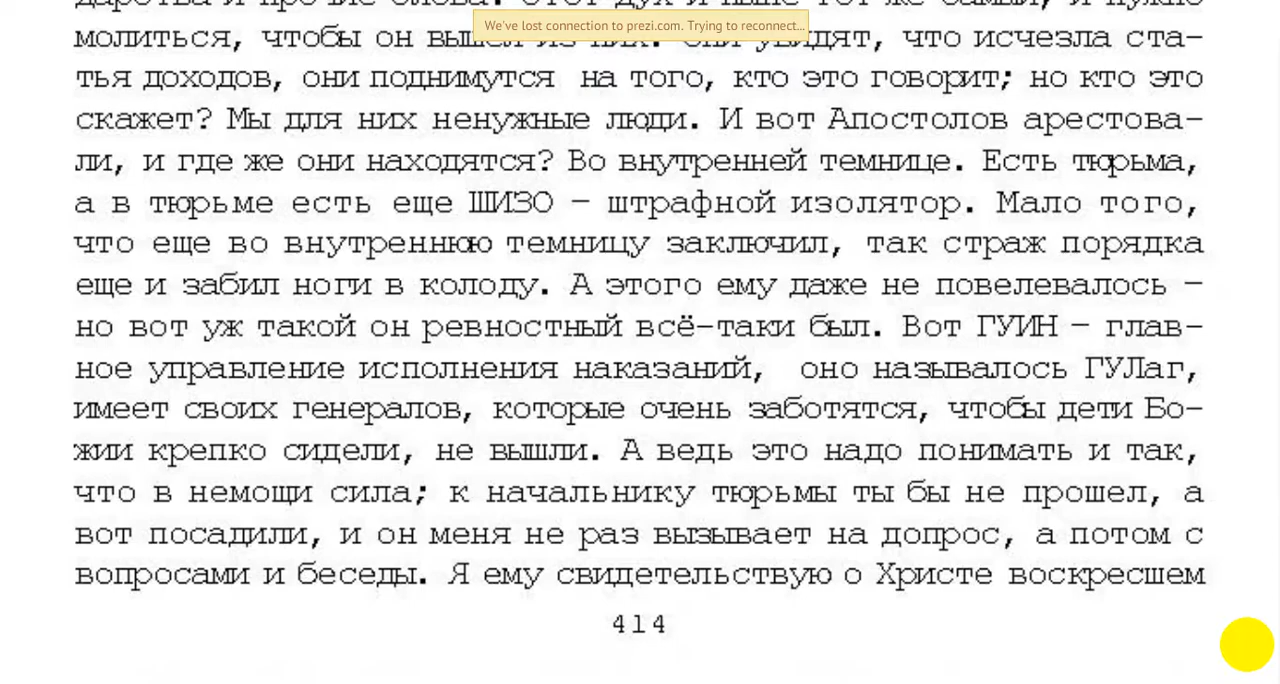 We've lost connection to prezi.com. Trying to reconnect...
молиться, чтобы он вышел из них. Они увидят, что исчезла ста-
тья доходов, они поднимутся на того, кто это говорит; но кто это
скажет? Мы для них ненужные люди. И вот Апостолов арестова-
ли, и где же они находятся? Во внутренней темнице. Есть тюрьма,
а в тюрьме есть еще ШИЗО – штрафной изолятор. Мало того,
что еще во внутреннюю темницу заключил, так страж порядка
еще и забил ноги в колоду. А этого ему даже не повелевалось –
но вот уж такой он ревностный всё-таки был. Вот ГУИН – глав-
ное управление исполнения наказаний, оно называлось ГУЛаг,
имеет своих генералов, которые очень заботятся, чтобы дети Бо-
жии крепко сидели, не вышли. А ведь это надо понимать и так,
что в немощи сила; к начальнику тюрьмы ты бы не прошел, а
вот посадили, и он меня не раз вызывает на допрос, а потом с
вопросами и беседы. Я ему свидетельствую о Христе воскресшем
414